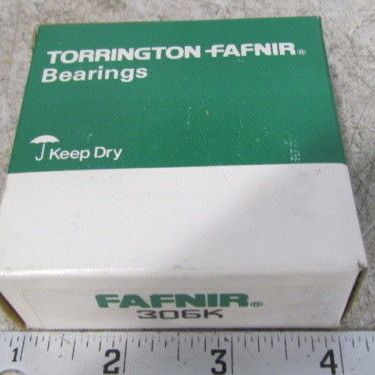 TORRINGTON-FAFNIR®
Bearings
Keep Dry
FAFNIR®
306K
1 2 3 4